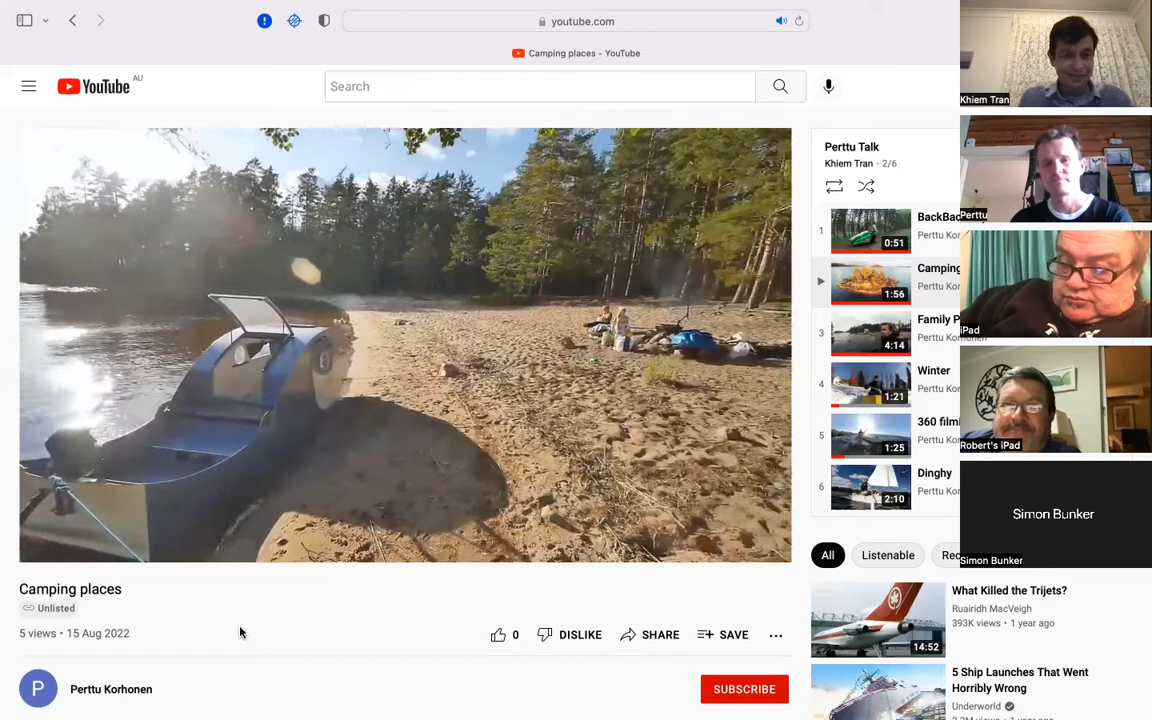 youtube.com
Camping places - YouTube
YouTube AU
Search
Khiem Tran
Perttu
iPad
Robert's iPad
Simon Bunker
Simon Bunker
Perttu Talk
Khiem Tran · 2/6
1
0:51
Perttu Kor
1:56
Camping
Perttu Kor
3
4:14
Family P
4
1:21
Winter
Perttu Kor
5
1:25
360 filmi
Perttu Kor
6
2:10
Dinghy
Perttu Kor
Camping places
Unlisted
5 views • 15 Aug 2022
0
DISLIKE
SHARE
SAVE
P
Perttu Korhonen
SUBSCRIBE
All
Listenable
14:52
What Killed the Trijets?
Ruairidh MacVeigh
393K views • 1 year ago
5 Ship Launches That Went
Horribly Wrong
Underworld